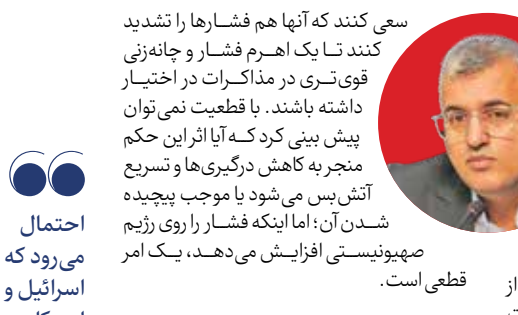 سعی کنند که آنها هم فشارها را تشدید
کنند تا یک اهرم فشار و چانه‌زنی
قوی‌تری در مذاکرات در اختیار
داشته باشند. با قطعیت نمی‌توان
پیش بینی کرد که آیا اثر این حکم
منجر به کاهش درگیری‌ها و تسریع
آتش‌بس می‌شود یا موجب پیچیده
شدن آن؛ اما اینکه فشار را روی رژیم
صهیونیستی افزایش می‌دهد، یک امر
قطعی است.
از
احتمال
می‌رود که
اسرائیل و